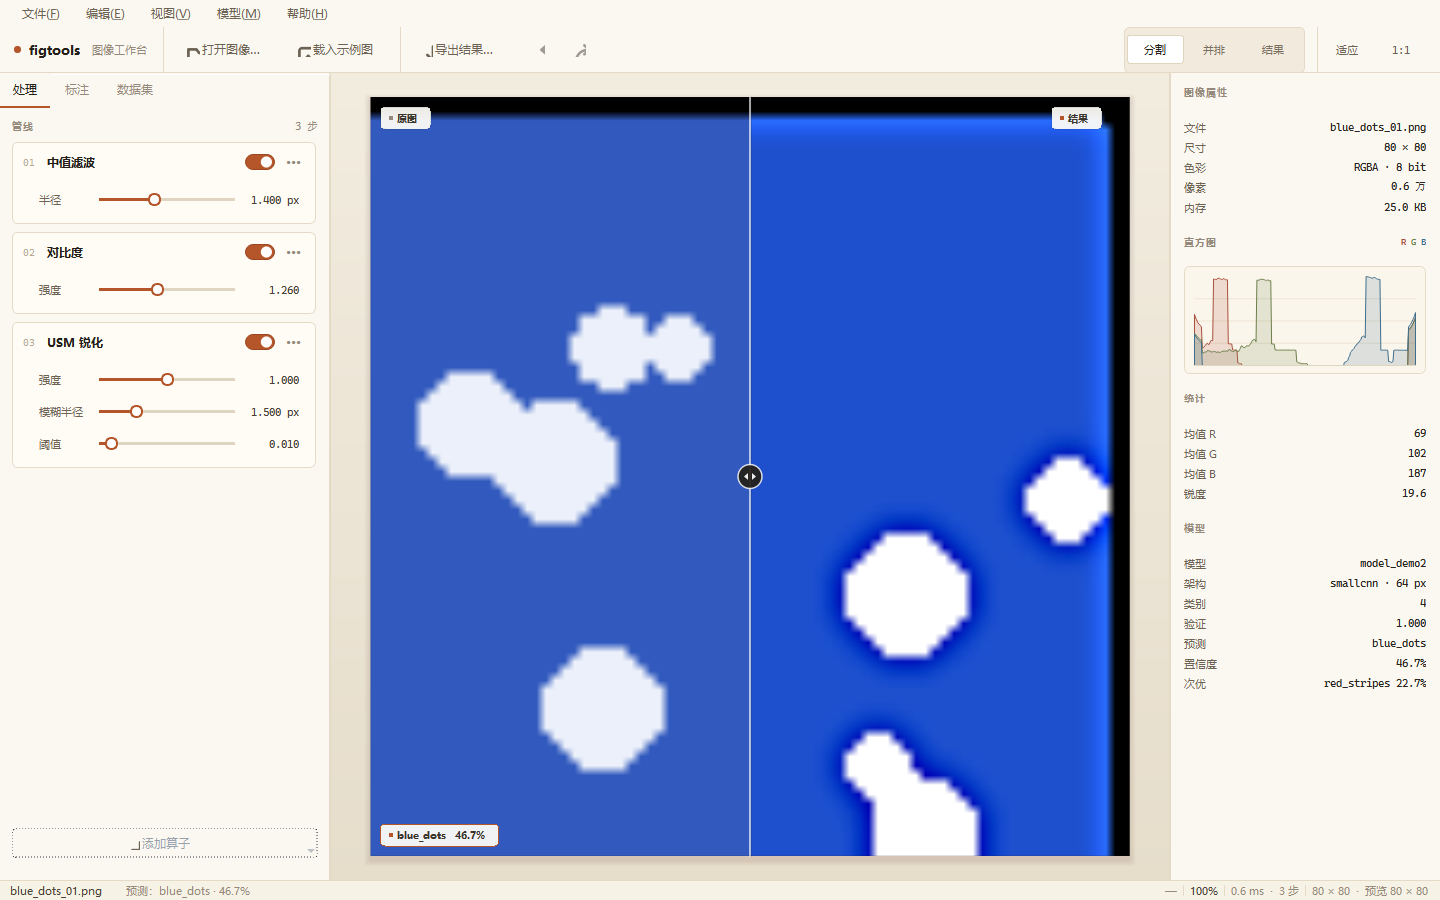 文件(F) 编辑(E) 视图(V) 模型(M) 帮助(H)
figtools 图像工作台 打开图像... 载入示例图 导出结果... 分割 并排 结果 适应 1:1
处理 标注 数据集
管线 3 步
01 中值滤波
半径 1.400 px
02 对比度
强度 1.260
03 USM 锐化
强度 1.000
模糊半径 1.500 px
阈值 0.010
添加算子
原图
结果
blue_dots 46.7%
图像属性
文件 blue_dots_01.png
尺寸 80 × 80
色彩 RGBA · 8 bit
像素 0.6 万
内存 25.0 KB
直方图 R G B
统计
均值 R 69
均值 G 102
均值 B 187
锐度 19.6
模型
模型 model_demo2
架构 smallcnn · 64 px
类别 4
验证 1.000
预测 blue_dots
置信度 46.7%
次优 red_stripes 22.7%
blue_dots_01.png 预测: blue_dots · 46.7% — 100% 0.6 ms · 3 步 80 × 80 · 预览 80 × 80